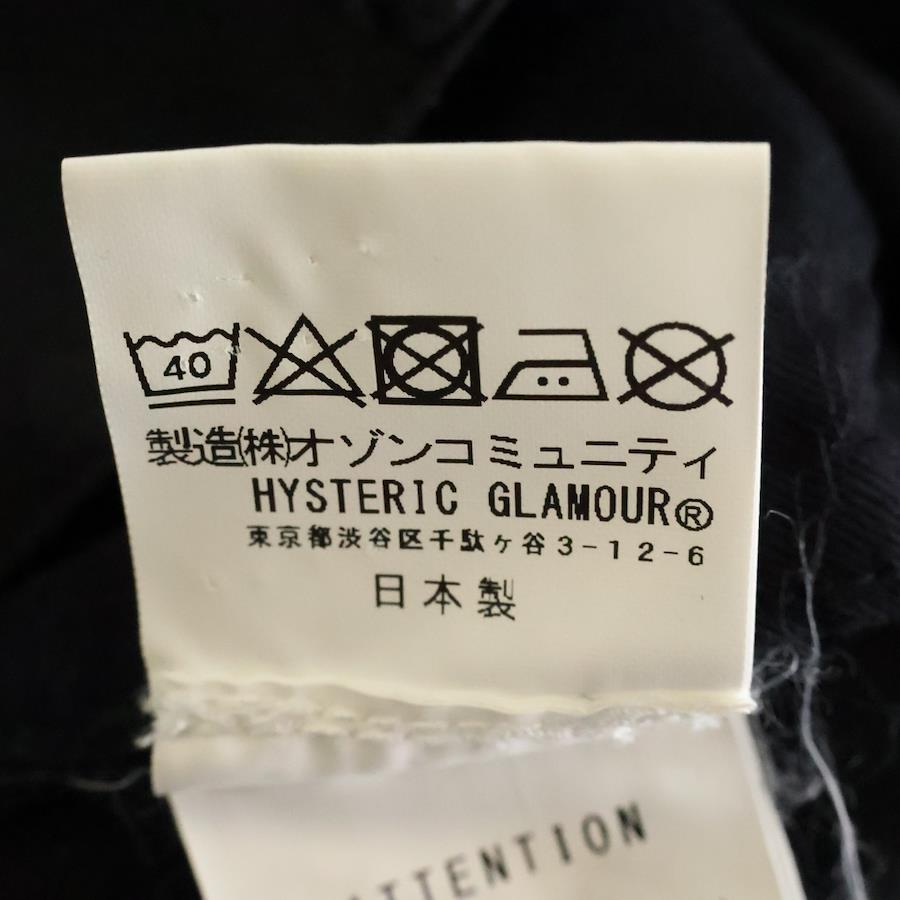 40
製造(株)オゾンコミュニティ
HYSTERIC GLAMOUR®
東京都渋谷区千駄ヶ谷3-12-6
日本製
ATTENTION